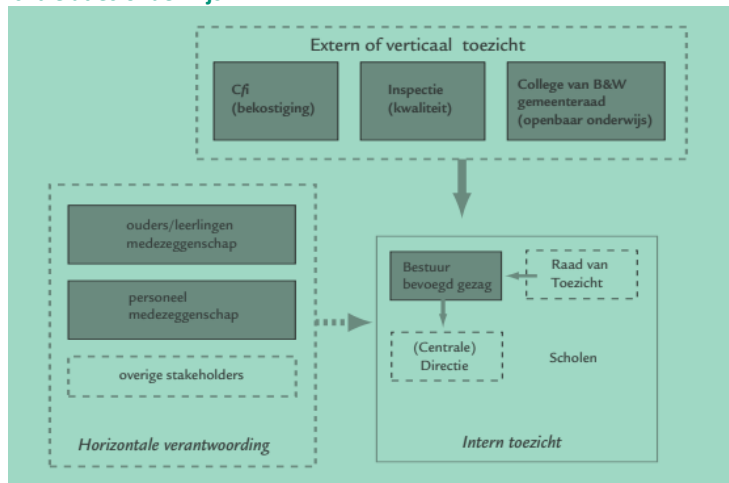 Extern of verticaal toezicht
Cfi
(bekostiging)
Inspectie
(kwaliteit)
College van B&W
gemeenteraad
(openbaar onderwijs)
ouders/leerlingen
medezeggenschap
personeel
medezeggenschap
overige stakeholders
Horizontale verantwoording
Bestuur
bevoegd gezag
Raad van
Toezicht
(Centrale)
Directie
Scholen
Intern toezicht